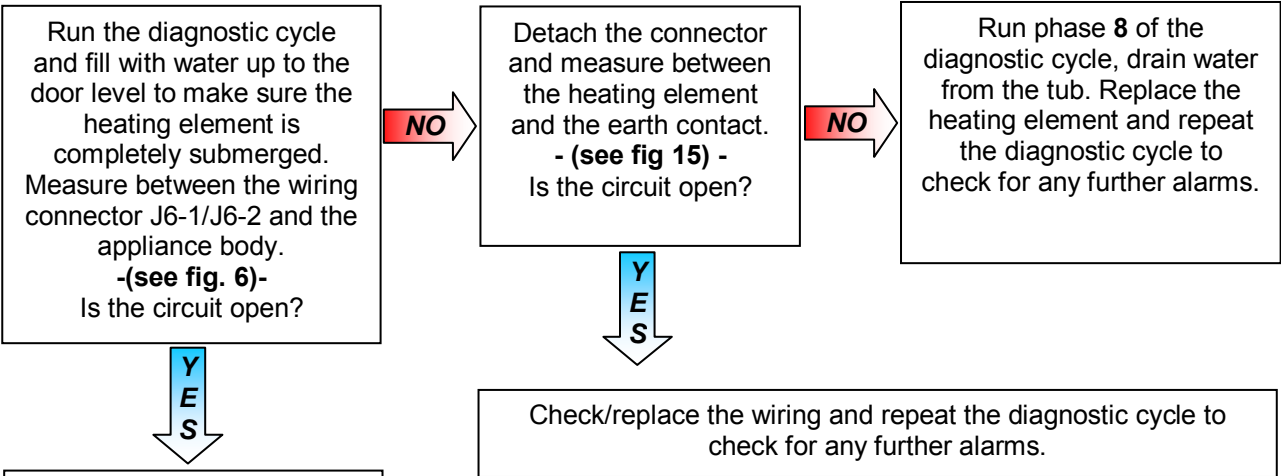 Run the diagnostic cycle
and fill with water up to the
door level to make sure the
heating element is
completely submerged.
Measure between the wiring
connector J6-1/J6-2 and the
appliance body.
-(see fig. 6)-
Is the circuit open?
NO
Detach the connector
and measure between
the heating element
and the earth contact.
- (see fig 15) -
Is the circuit open?
NO
Run phase 8 of the
diagnostic cycle, drain water
from the tub. Replace the
heating element and repeat
the diagnostic cycle to
check for any further alarms.
YES
YES
Check/replace the wiring and repeat the diagnostic cycle to
check for any further alarms.